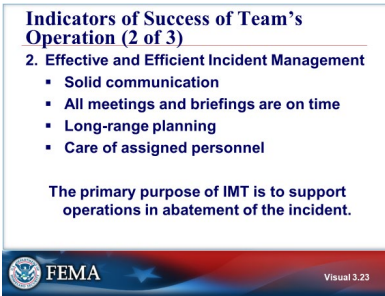 Indicators of Success of Team's
Operation (2 of 3)
2. Effective and Efficient Incident Management
▪ Solid communication
▪ All meetings and briefings are on time
▪ Long-range planning
▪ Care of assigned personnel
The primary purpose of IMT is to support
operations in abatement of the incident.
FEMA
Visual 3.23